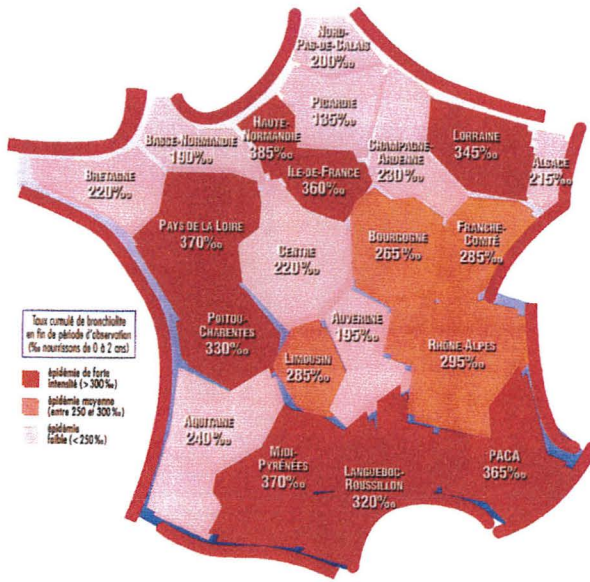 NORD-
PAS-DE-CALAIS
200‰
PICARDIE
135‰
HAUTE-
NORMANDIE
385‰
BASSE-NORMANDIE
190‰
BRETAGNE
220‰
ILE-DE-FRANCE
360‰
CHAMPAGNE-
ARDENNE
230‰
LORRAINE
345‰
ALSACE
215‰
PAYS DE LA LOIRE
370‰
CENTRE
220‰
BOURGOGNE
265‰
FRANCHE-
COMTÉ
285‰
POITOU-
CHARENTES
330‰
LIMOUSIN
285‰
AUVERGNE
195‰
RHÔNE-ALPES
295‰
AQUITAINE
240‰
MIDI-
PYRÉNÉES
370‰
LANGUEDOC-
ROUSSILLON
320‰
PACA
365‰
Taux cumulé de bronchiolite
en fin de période d'observation
(‰ nourrissons de 0 à 2 ans)
épidémie de forte
intensité (>300‰)
épidémie moyenne
(entre 250 et 300‰)
épidémie
faible (<250‰)